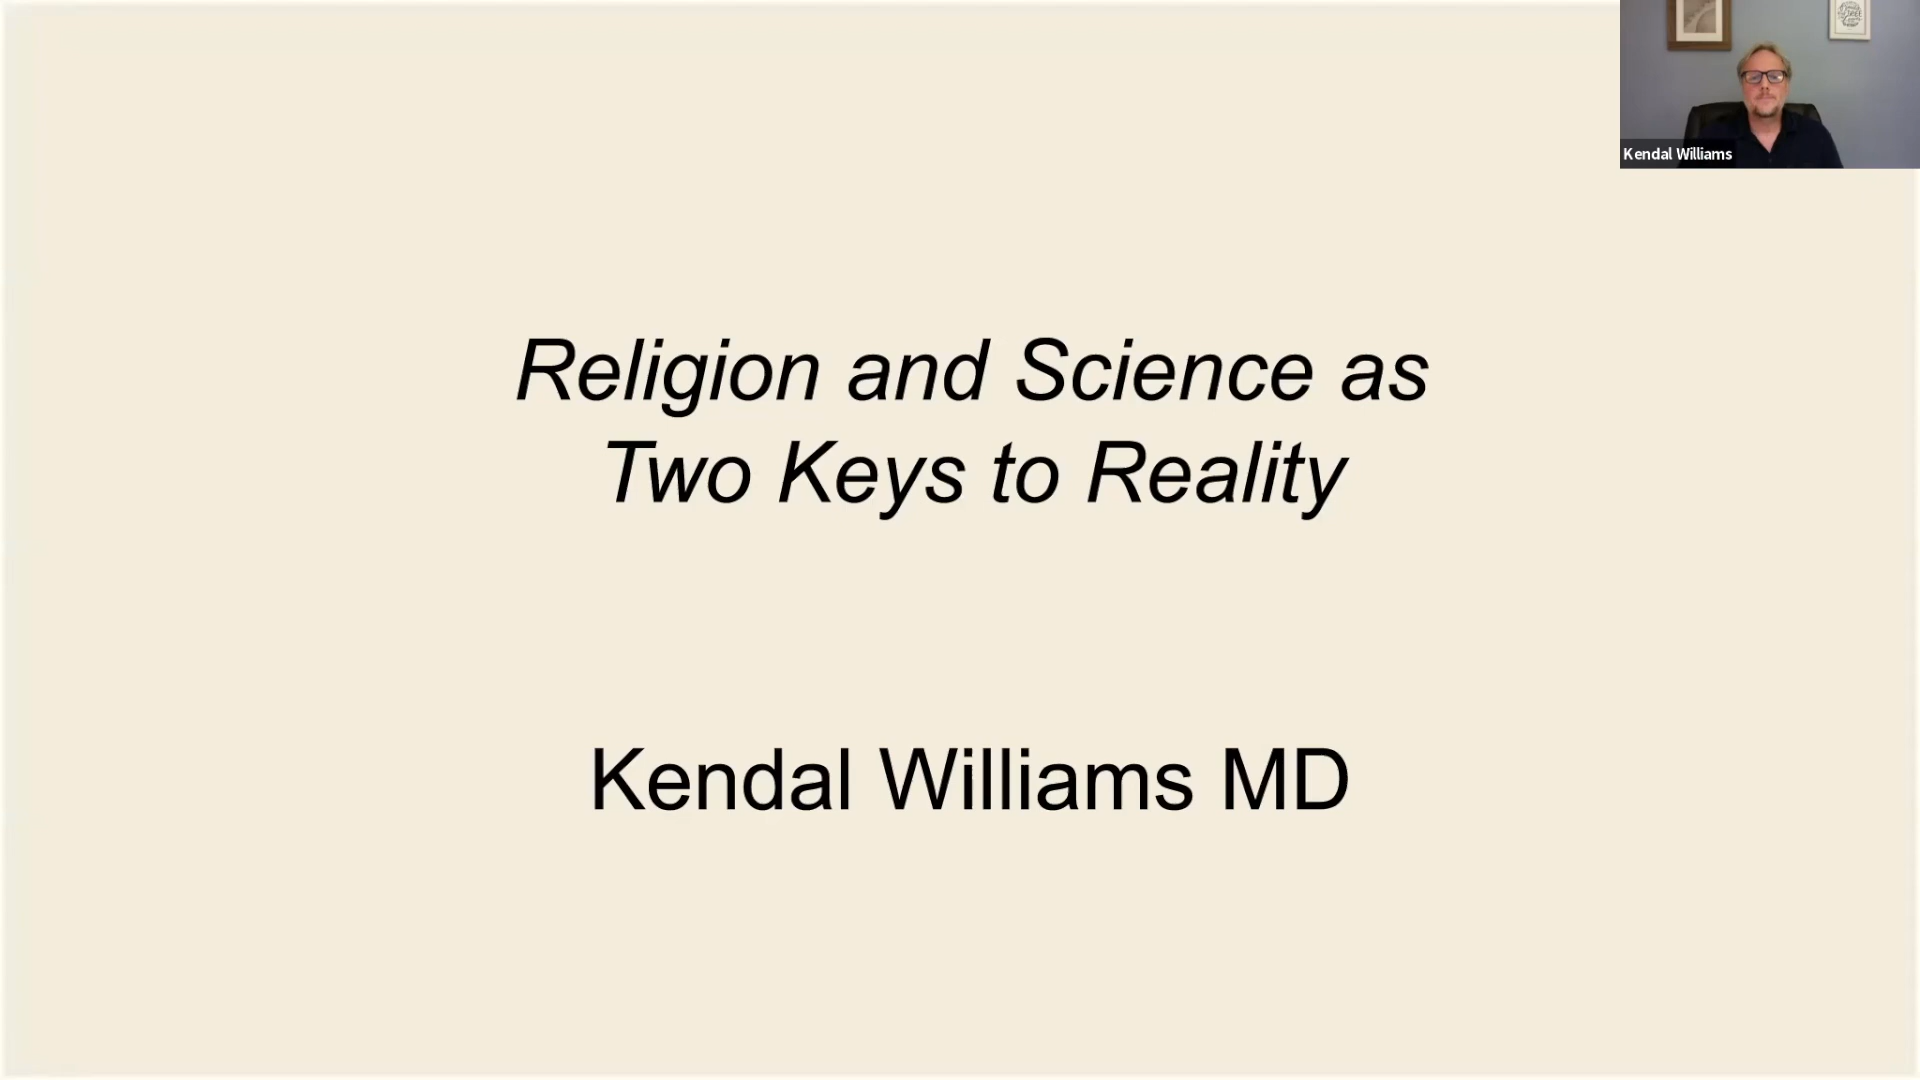 Kendal Williams
Religion and Science as
Two Keys to Reality
Kendal Williams MD